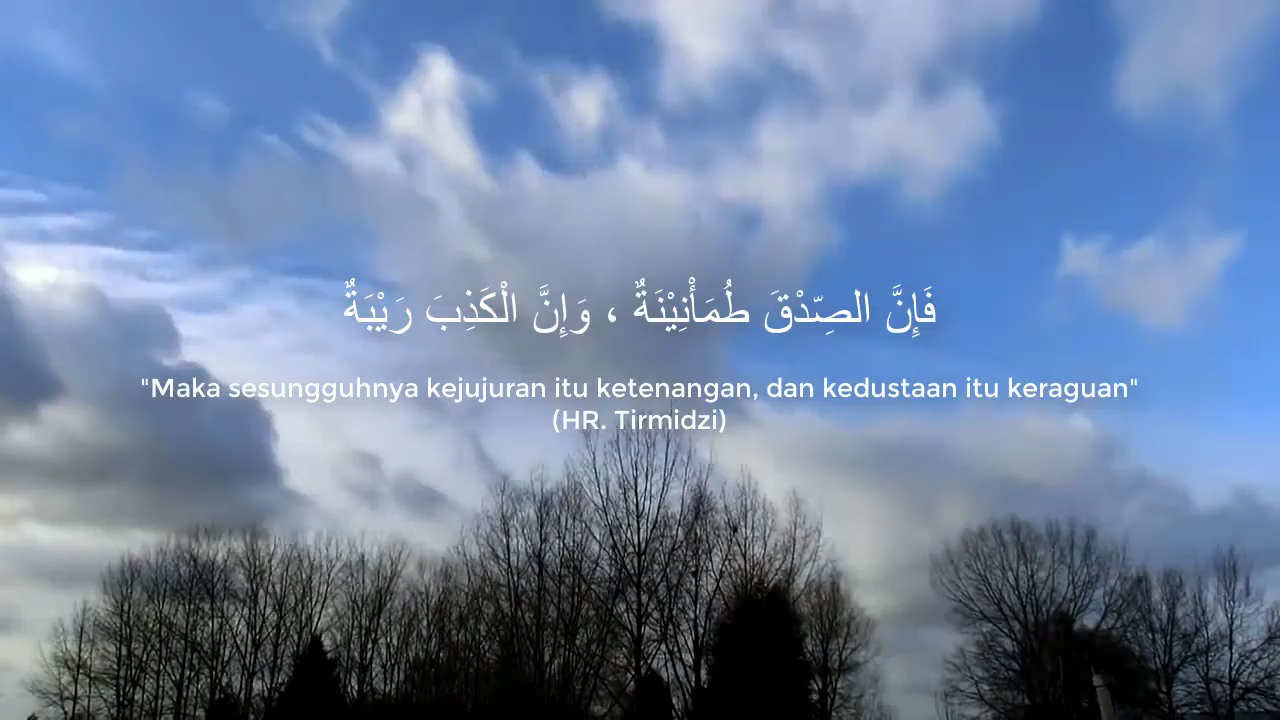 فَإِنَّ الصِّدْقَ طُمَأْنِيْنَةٌ ، وَإِنَّ الْكَذِبَ رَيْبَةٌ
"Maka sesungguhnya kejujuran itu ketenangan, dan kedustaan itu keraguan"
(HR. Tirmidzi)